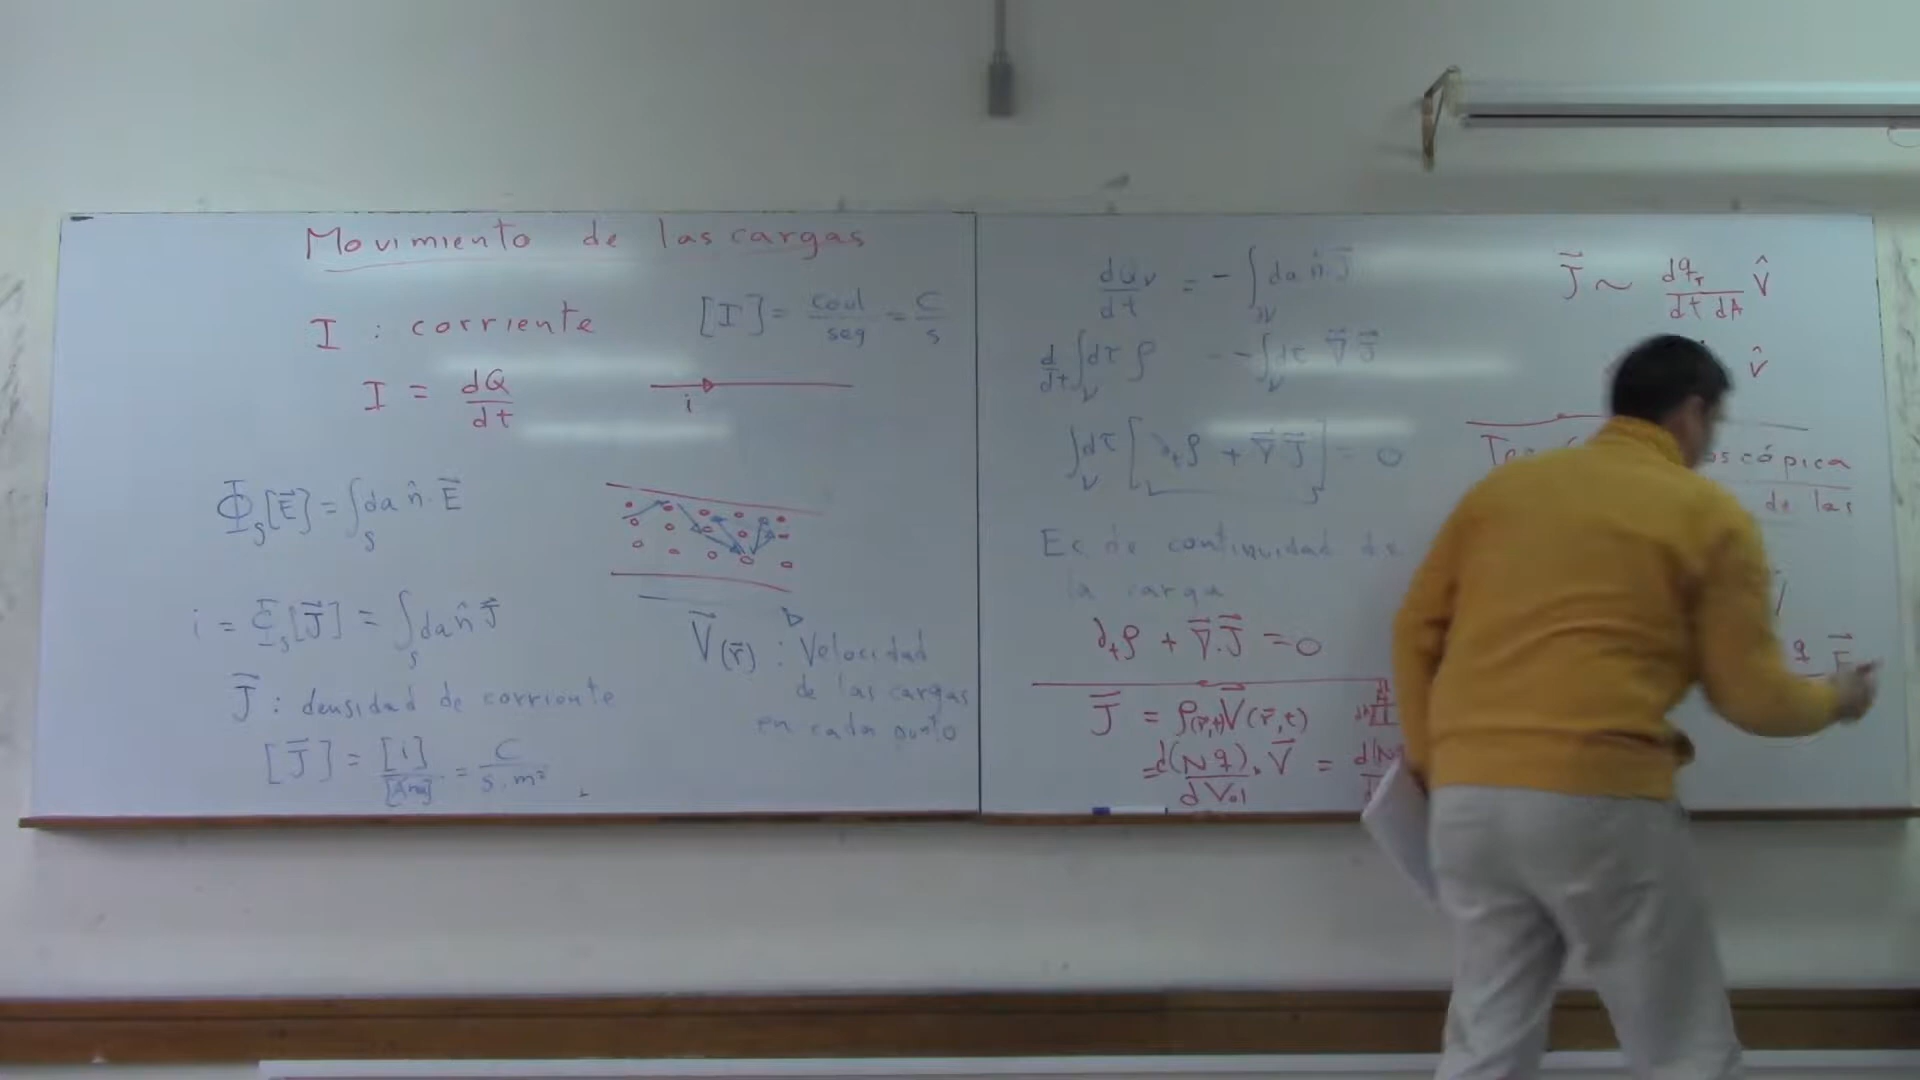 Movimiento de las cargas
I : corriente
[I] = coul/seg = C/s
I = dQ/dt
i
Φ_S[E⃗] = ∫_S da n̂ · E⃗
i = Φ_S[J⃗] = ∫_S da n̂ J⃗
J⃗ : densidad de corriente
[J⃗] = [i]/[Area] = C/s.m²
V⃗(r⃗) : Velocidad
de las cargas
en cada punto
dQ_V/dt = - ∫_∂V da n̂ J⃗
d/dt ∫_V dτ ρ = - ∫_V dτ ∇⃗ J⃗
∫_V dτ [∂_t ρ + ∇⃗ J⃗] = 0
Ec de continuidad de
la carga
∂_t ρ + ∇⃗ · J⃗ = 0
J⃗ = ρ(r⃗,t) V⃗(r⃗,t)
= d(Nq)/dVol . V⃗ =
J⃗ ~ dq_T/dt dA V̂
V̂
de las
q E⃗